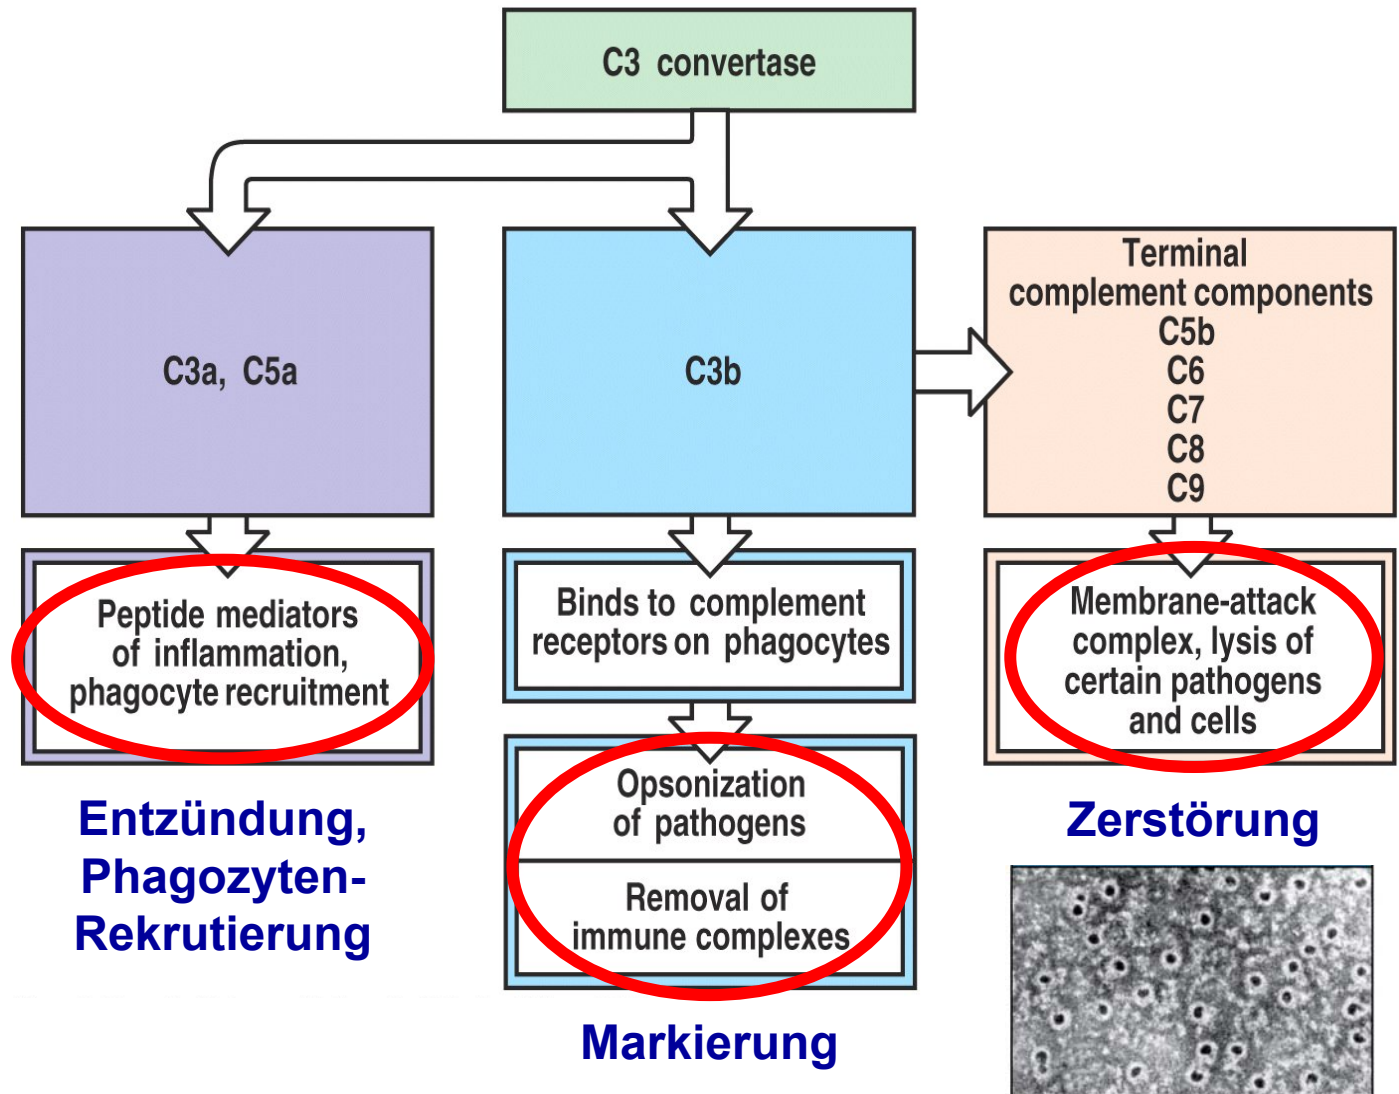 C3 convertase
C3a, C5a
C3b
Terminal
complement components
C5b
C6
C7
C8
C9
Peptide mediators
of inflammation,
phagocyte recruitment
Binds to complement
receptors on phagocytes
Membrane-attack
complex, lysis of
certain pathogens
and cells
Opsonization
of pathogens
Removal of
immune complexes
Entzündung,
Phagozyten-
Rekrutierung
Markierung
Zerstörung